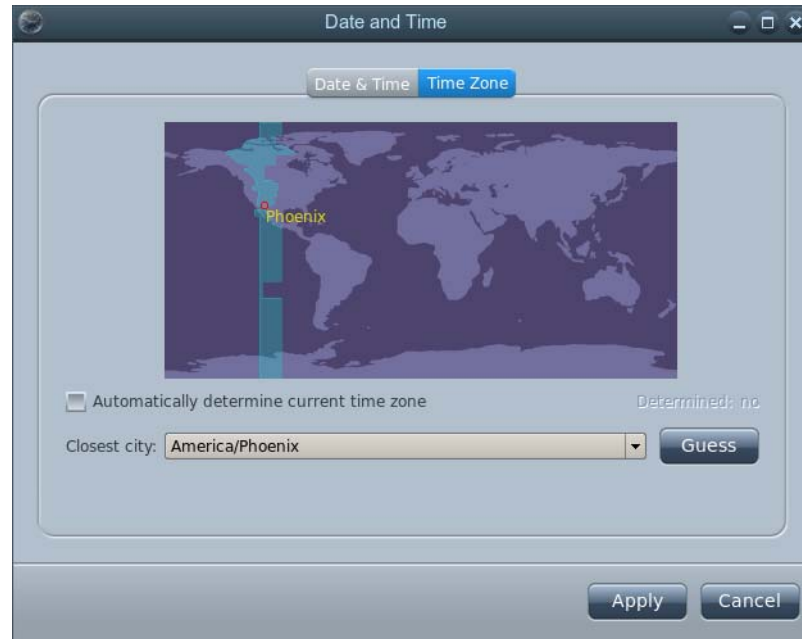 Date and Time
Date & Time Time Zone
Phoenix
Automatically determine current time zone Determined: no
Closest city: America/Phoenix Guess
Apply Cancel